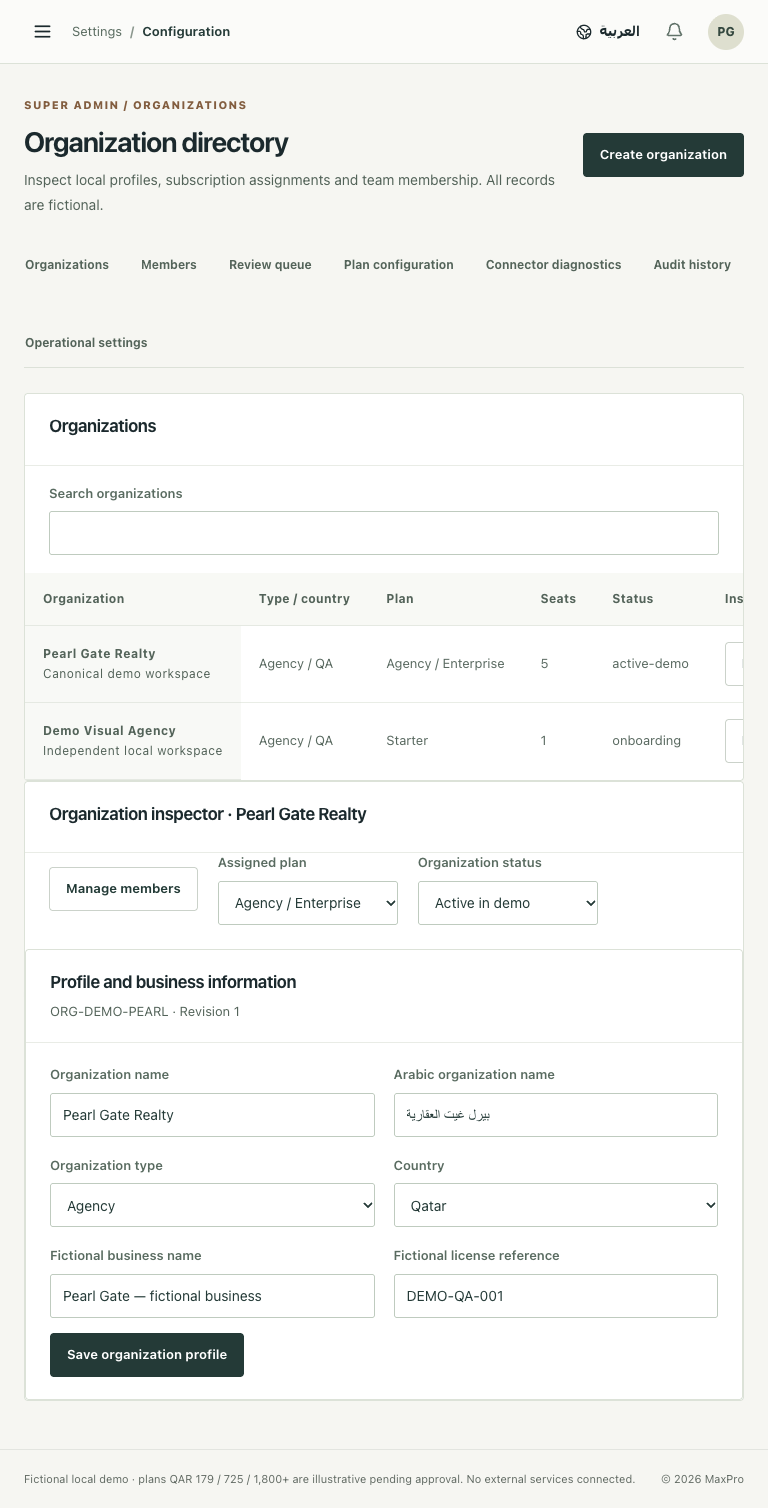 Settings / Configuration
العربية
PG
SUPER ADMIN / ORGANIZATIONS
Organization directory
Create organization
Inspect local profiles, subscription assignments and team membership. All records
are fictional.
Organizations Members Review queue Plan configuration Connector diagnostics Audit history
Operational settings
Organizations
Search organizations
Organization Type / country Plan Seats Status Ins
Pearl Gate Realty
Canonical demo workspace
Agency / QA Agency / Enterprise 5 active-demo
Demo Visual Agency
Independent local workspace
Agency / QA Starter 1 onboarding
Organization inspector · Pearl Gate Realty
Manage members
Assigned plan
Agency / Enterprise
Organization status
Active in demo
Profile and business information
ORG-DEMO-PEARL · Revision 1
Organization name
Pearl Gate Realty
Arabic organization name
بيرل غيت العقارية
Organization type
Agency
Country
Qatar
Fictional business name
Pearl Gate — fictional business
Fictional license reference
DEMO-QA-001
Save organization profile
Fictional local demo · plans QAR 179 / 725 / 1,800+ are illustrative pending approval. No external services connected.
© 2026 MaxPro